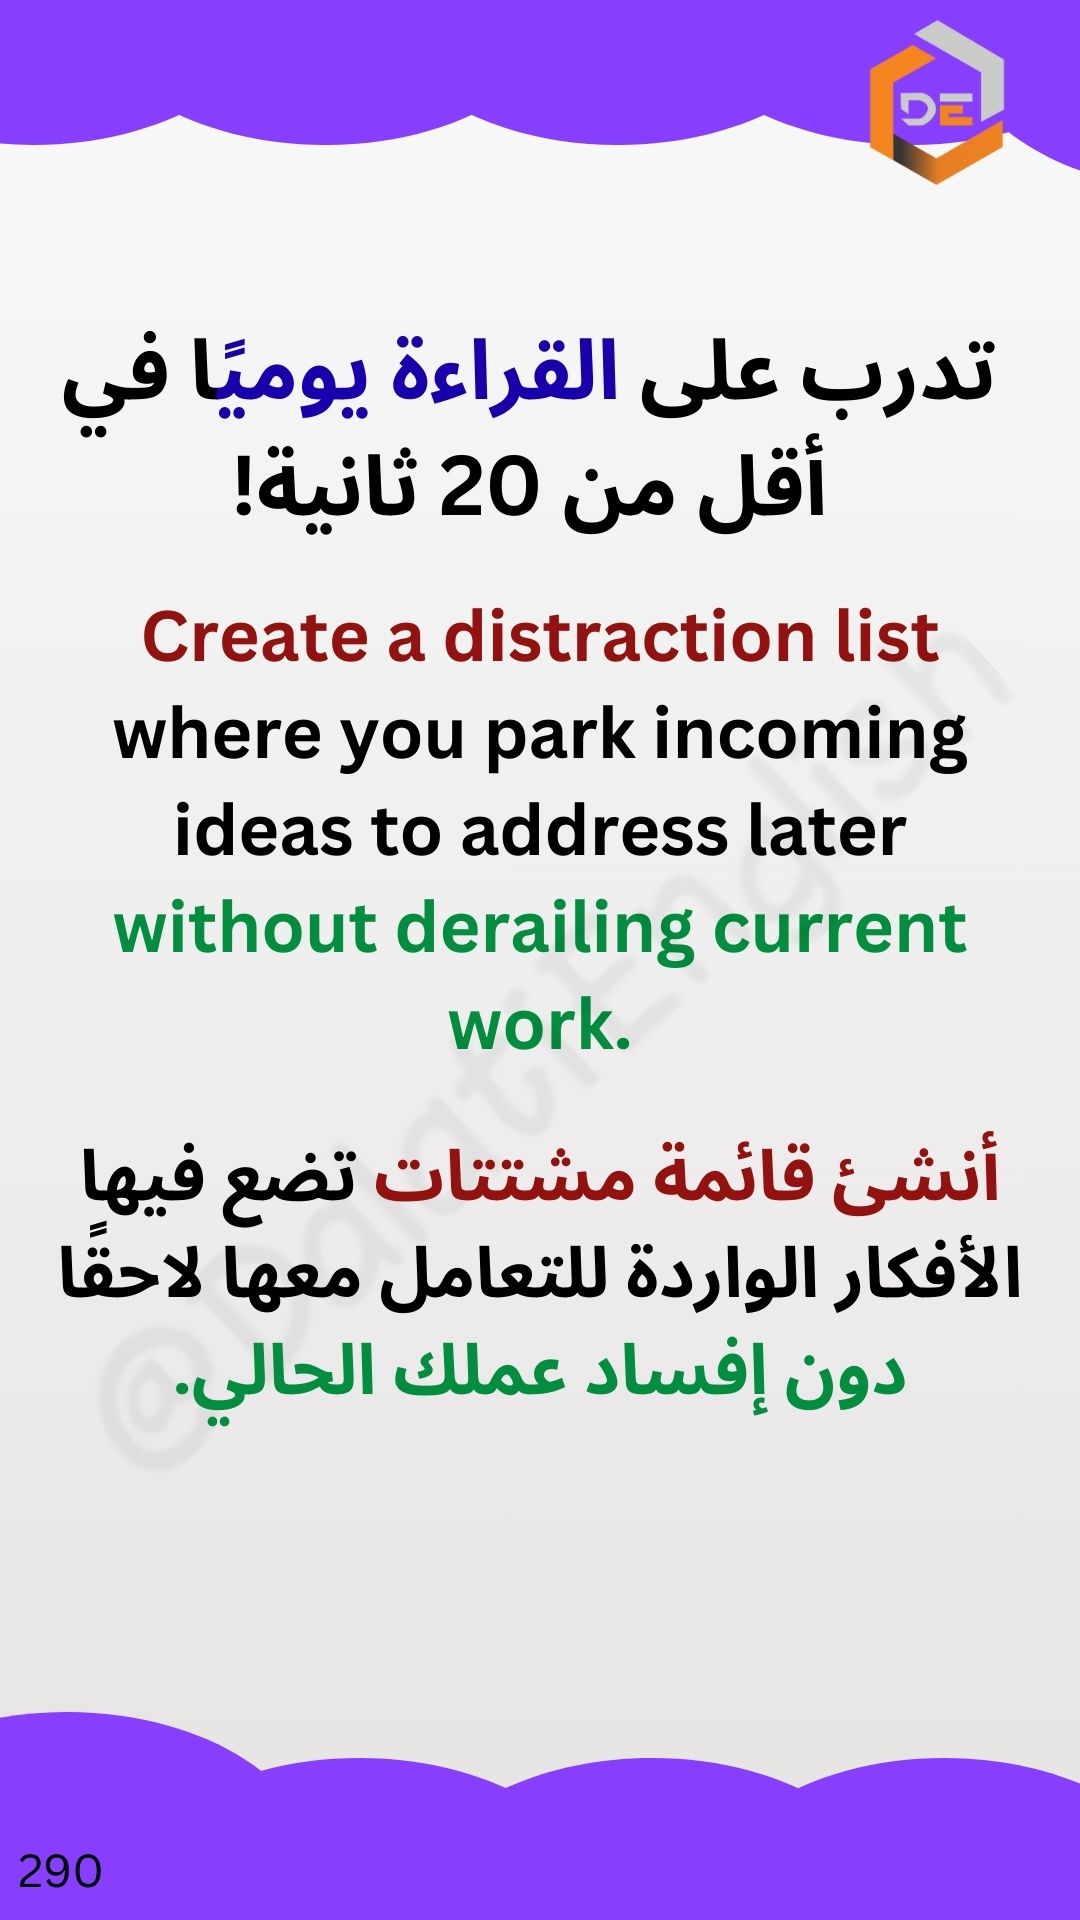 DE
تدرب على القراءة يوميًا في
أقل من 20 ثانية!
Create a distraction list
where you park incoming
ideas to address later
without derailing current
work.
أنشئ قائمة مشتتات تضع فيها
الأفكار الواردة للتعامل معها لاحقًا
دون إفساد عملك الحالي.
@DalatiEnglish
290